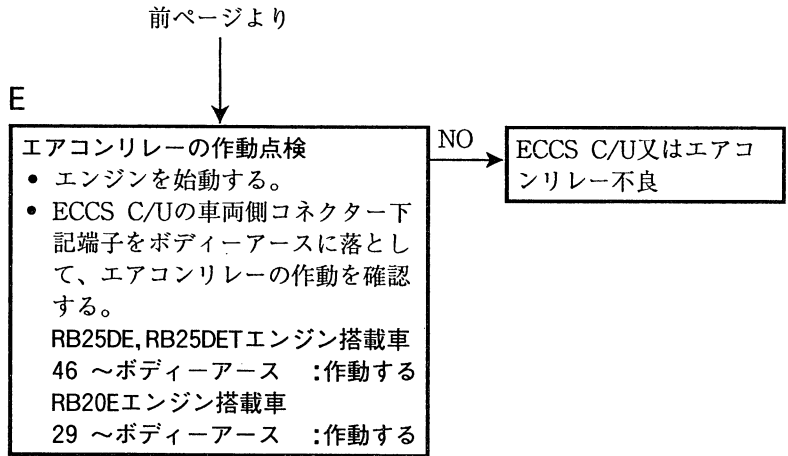 前ページより
E
エアコンリレーの作動点検
• エンジンを始動する。
• ECCS C/Uの車両側コネクター下
記端子をボディーアースに落とし
て、エアコンリレーの作動を確認
する。
RB25DE,RB25DETエンジン搭載車
46 ～ボディーアース :作動する
RB20Eエンジン搭載車
29 ～ボディーアース :作動する
NO
ECCS C/U又はエアコ
ンリレー不良